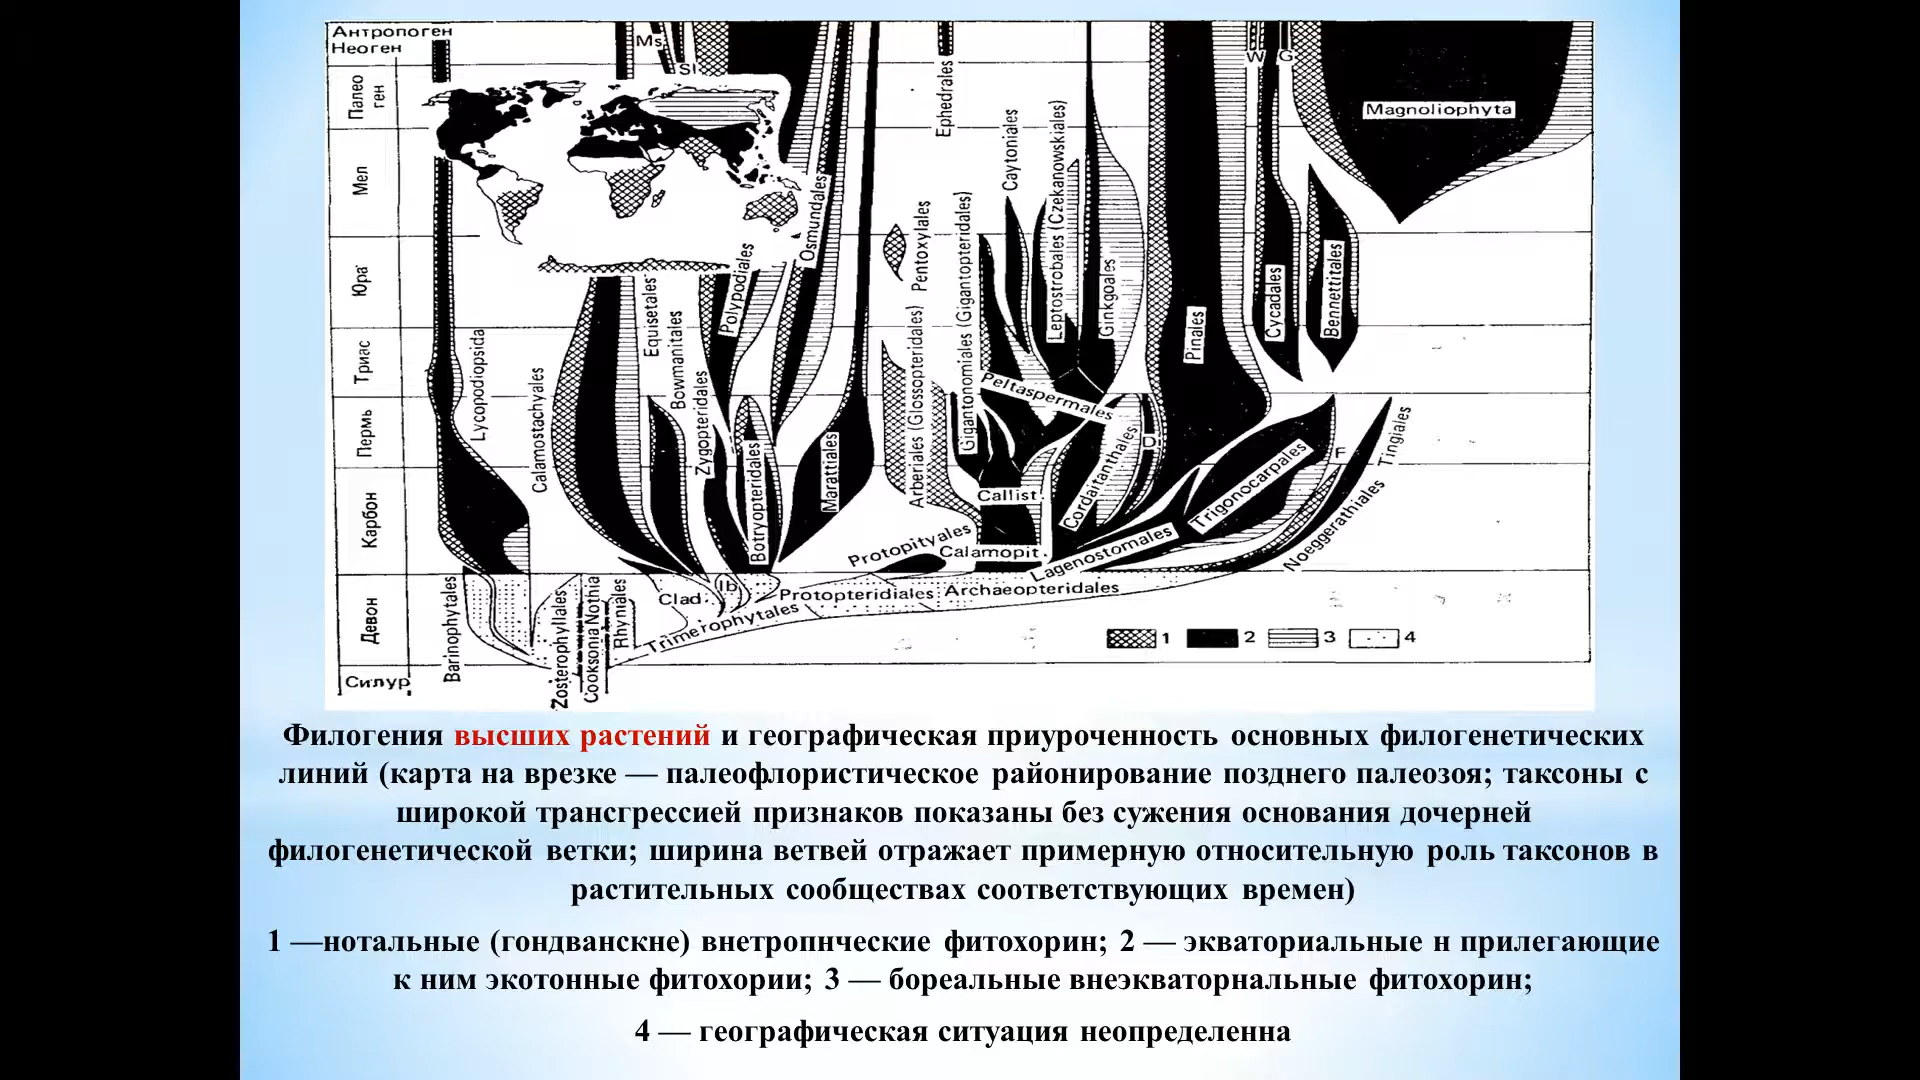 Антропоген
Неоген
Палео
ген
Мел
Юра
Триас
Пермь
Карбон
Девон
Силур
Ms
Sl
W
G
Magnoliophyta
Ephedrales
Caytoniales
Leptostrobales (Czekanowskiales)
Osmundales
Pentoxylales
Gigantonomiales (Gigantopteridales)
Polypodiales
Equisetales
Bowmanitales
Lycopodiopsida
Calamostachyales
Zygopteridales
Botryopteridales
Marattiales
Arberiales (Glossopteridales)
Ginkgoales
Pinales
Cycadales
Bennettitales
Peltaspermales
Cordaitanthales
D
Callist.
Trigonocarpales
F
Tingiales
Noeggerathiales
Protopityales
Calamopit.
Lagenostomales
Barinophytales
Zosterophyllales
Cooksonia Nothia
Rhyniales
Clad.
Ib
Protopteridiales
Archaeopteridales
Trimerophytales
1 2 3 4
Филогения высших растений и географическая приуроченность основных филогенетических
линий (карта на врезке — палеофлористическое районирование позднего палеозоя; таксоны с
широкой трансгрессией признаков показаны без сужения основания дочерней
филогенетической ветки; ширина ветвей отражает примерную относительную роль таксонов в
растительных сообществах соответствующих времен)
1 —нотальные (гондванскне) внетропнческие фитохорин; 2 — экваториальные н прилегающие
к ним экотонные фитохории; 3 — бореальные внеэкваторнальные фитохорин;
4 — географическая ситуация неопределенна